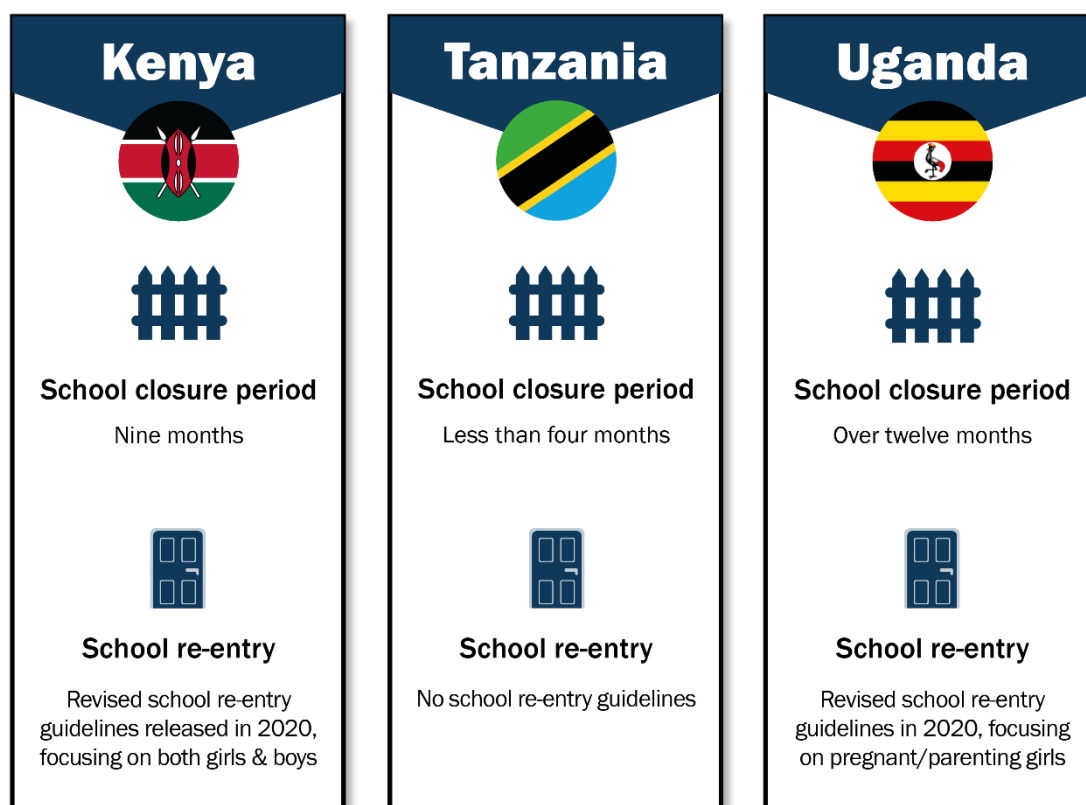 Kenya
School closure period
Nine months
School re-entry
Revised school re-entry
guidelines released in 2020,
focusing on both girls & boys
Tanzania
School closure period
Less than four months
School re-entry
No school re-entry guidelines
Uganda
School closure period
Over twelve months
School re-entry
Revised school re-entry
guidelines in 2020, focusing
on pregnant/parenting girls